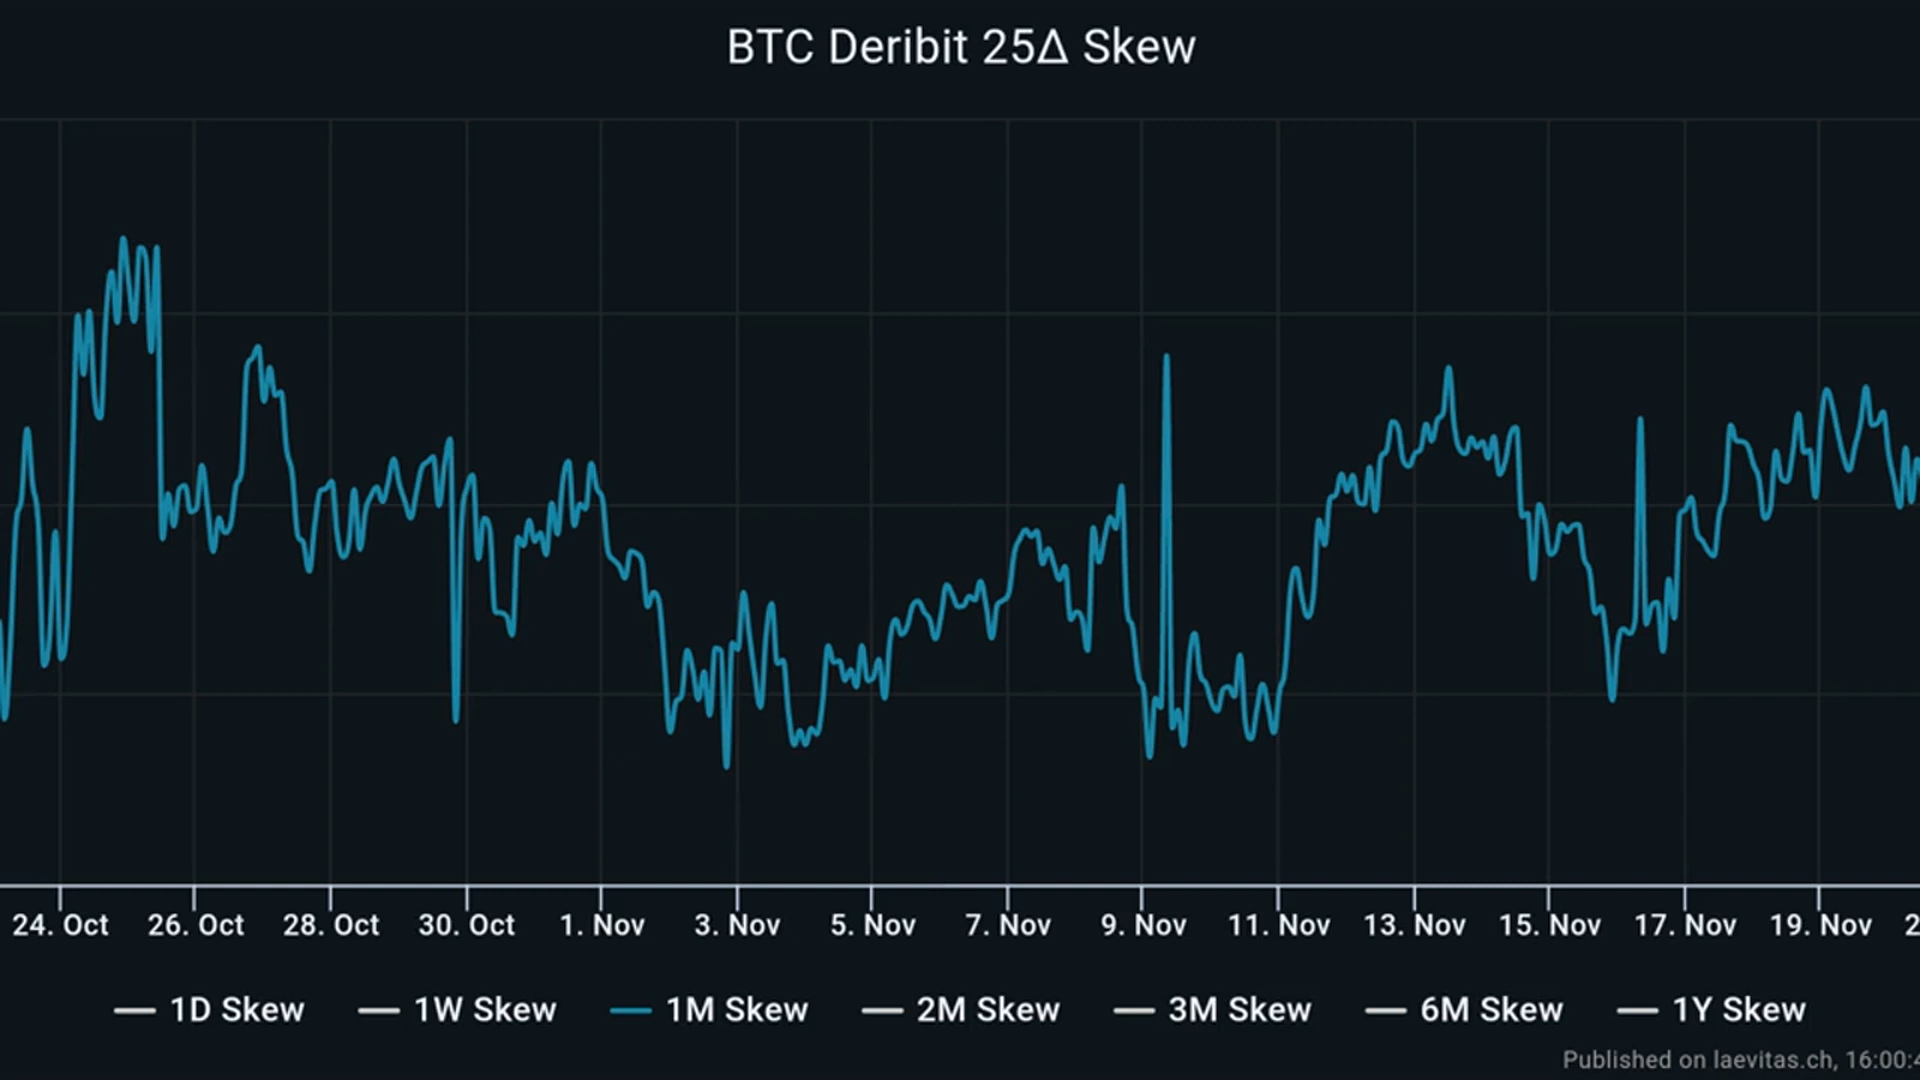 BTC Deribit 25Δ Skew
24. Oct 26. Oct 28. Oct 30. Oct 1. Nov 3. Nov 5. Nov 7. Nov 9. Nov 11. Nov 13. Nov 15. Nov 17. Nov 19. Nov 2
1D Skew 1W Skew 1M Skew 2M Skew 3M Skew 6M Skew 1Y Skew
Published on laevitas.ch, 16:00:4